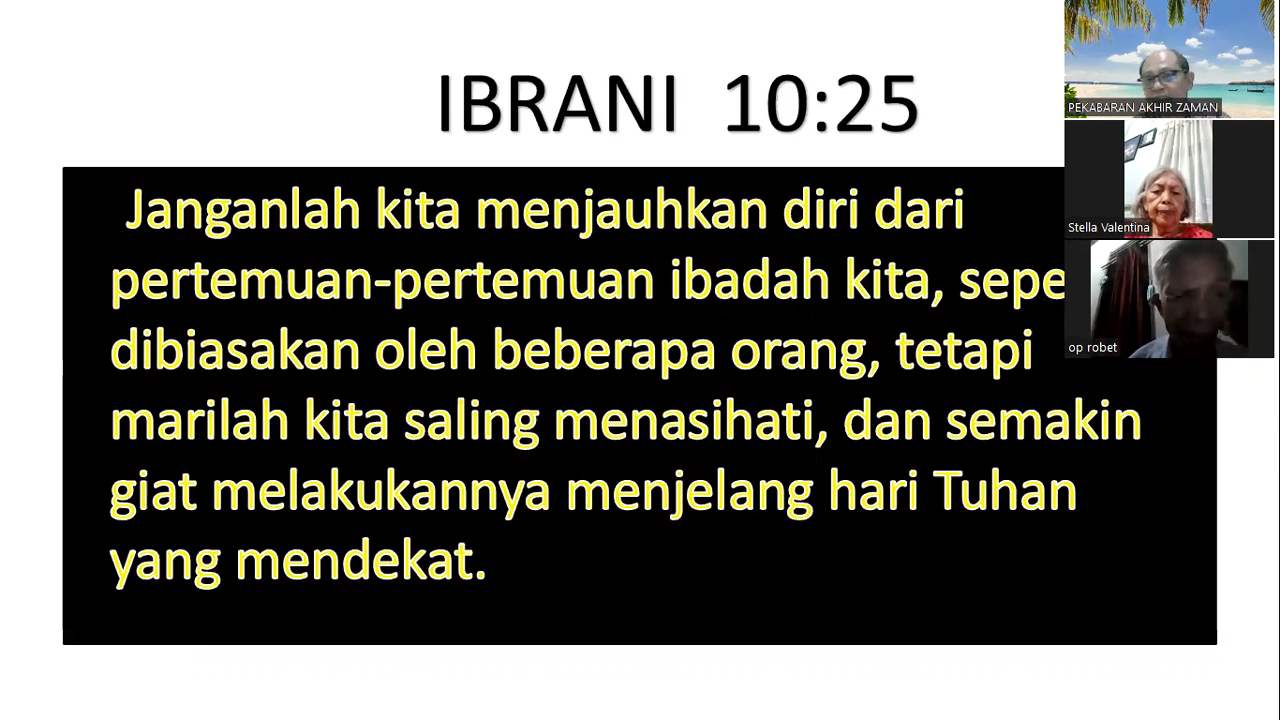 IBRANI 10:25
Janganlah kita menjauhkan diri dari
pertemuan-pertemuan ibadah kita, sepe
dibiasakan oleh beberapa orang, tetapi
marilah kita saling menasihati, dan semakin
giat melakukannya menjelang hari Tuhan
yang mendekat.
PEKABARAN AKHIR ZAMAN
Stella Valentina
op robet